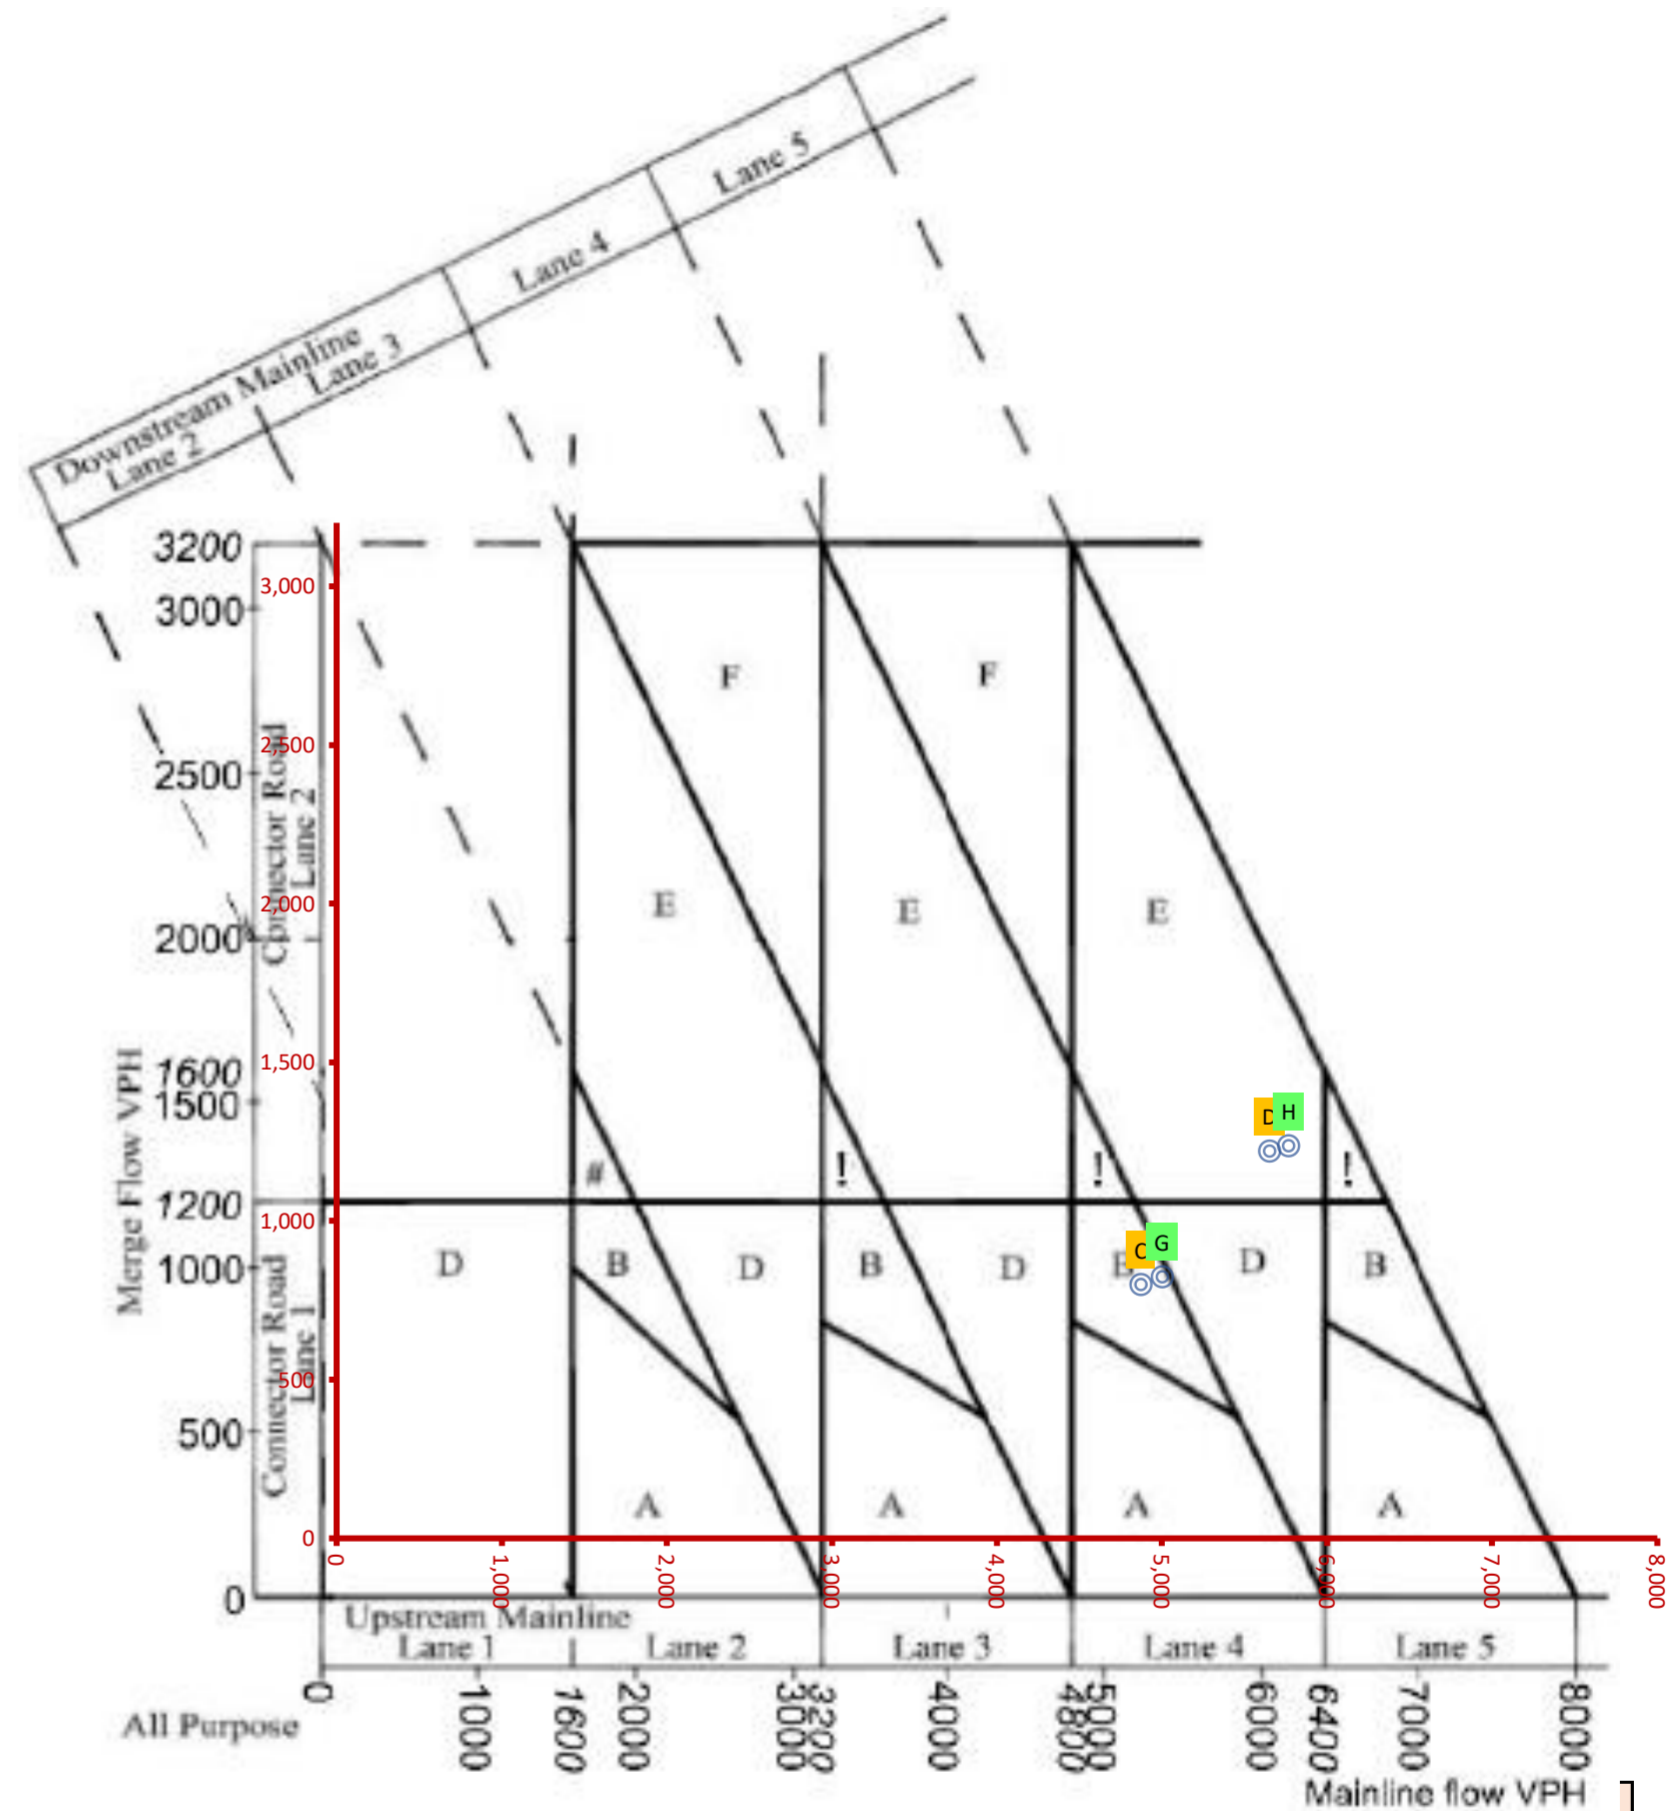 Lane 5
Lane 4
Downstream Mainline
Lane 3
Lane 2
3200
3,000
3000
F
F
2,500
2500
Connector Road
Lane 2
2,000
E
E
E
2000
Merge Flow VPH
1600
1,500
1500
D
H
#
!
!
!
1200
1,000
C
G
1000
D
B
D
B
D
D
B
Connector Road
Lane 1
500
500
A
A
A
A
0
0
0
1,000
2,000
3,000
4,000
5,000
6,000
7,000
8,000
Upstream Mainline
Lane 1
Lane 2
Lane 3
Lane 4
Lane 5
All Purpose
0
1000
1600
2000
3000
3200
4000
4800
5000
6000
6400
7000
8000
Mainline flow VPH